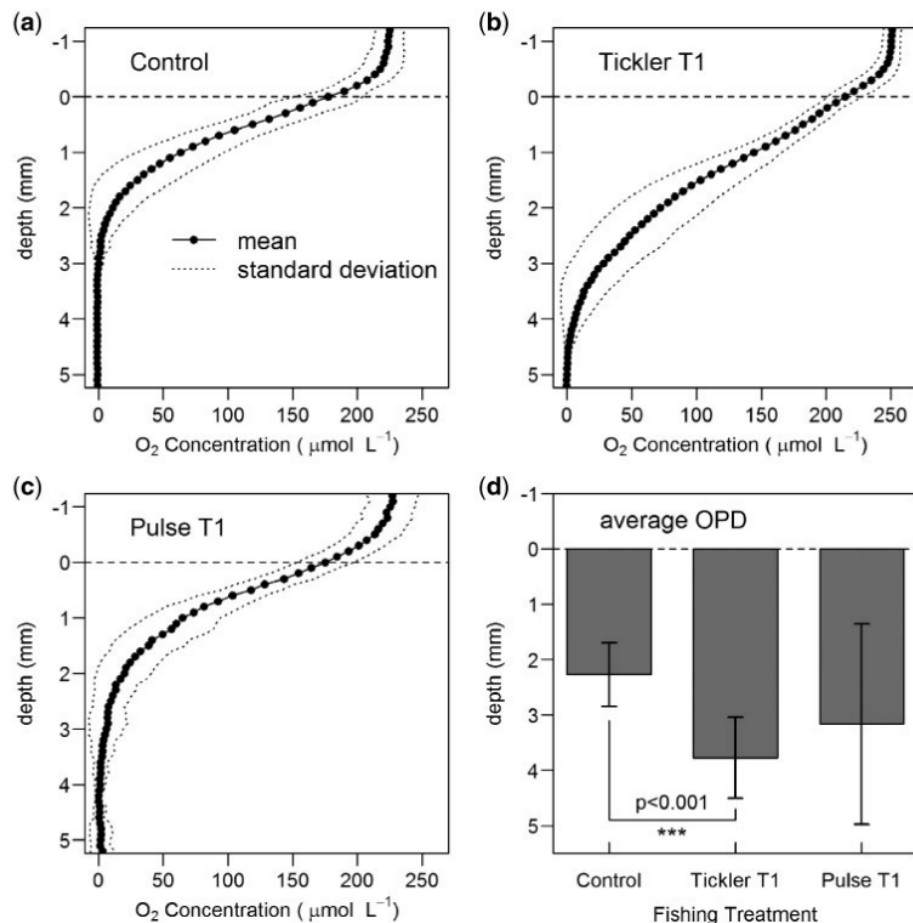 (a)
Control
-1
0
1
2
3
4
5
depth (mm)
mean
standard deviation
0 50 100 150 200 250
O₂ Concentration ( μmol L⁻¹)
(b)
Tickler T1
-1
0
1
2
3
4
5
depth (mm)
0 50 100 150 200 250
O₂ Concentration ( μmol L⁻¹)
(c)
Pulse T1
-1
0
1
2
3
4
5
depth (mm)
0 50 100 150 200 250
O₂ Concentration ( μmol L⁻¹)
(d)
average OPD
-1
0
1
2
3
4
5
depth (mm)
p<0.001
***
Control Tickler T1 Pulse T1
Fishing Treatment